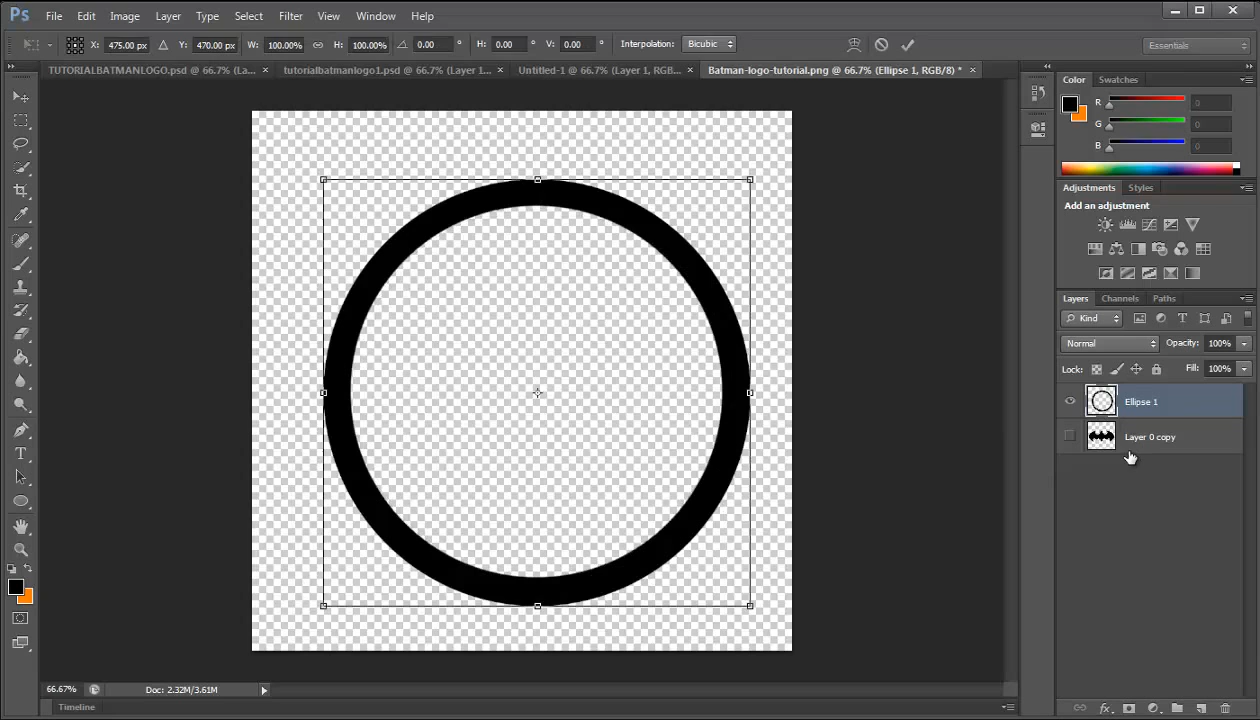 Ps File Edit Image Layer Type Select Filter View Window Help
X: 475.00 px Y: 470.00 px W: 100.00% H: 100.00% 0.00 ° H: 0.00 ° V: 0.00 ° Interpolation: Bicubic Essentials
TUTORIALBATMANLOGO.psd @ 66.7% (La... × tutorialbatmanlogo1.psd @ 66.7% (Layer 1... × Untitled-1 @ 66.7% (Layer 1, RGB... × Batman-logo-tutorial.png @ 66.7% (Ellipse 1, RGB/8) * ×
Color Swatches
R 0
G 0
B 0
Adjustments Styles
Add an adjustment
Layers Channels Paths
Kind
Normal Opacity: 100%
Lock: Fill: 100%
Ellipse 1
Layer 0 copy
66.67% Doc: 2.32M/3.61M
Timeline